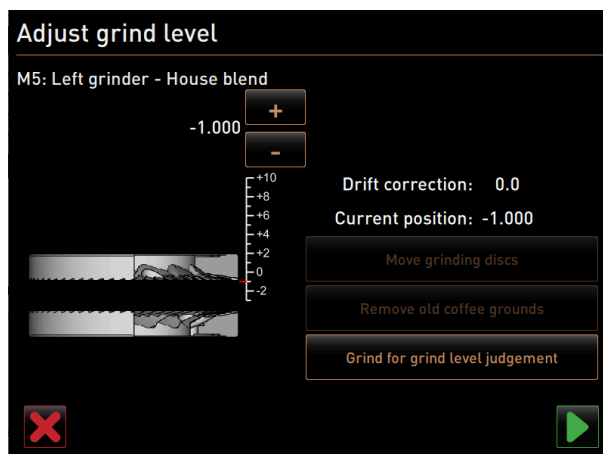 Adjust grind level
M5: Left grinder - House blend
-1.000
+
-
+10
+8
+6
+4
+2
0
-2
Drift correction: 0.0
Current position: -1.000
Move grinding discs
Remove old coffee grounds
Grind for grind level judgement